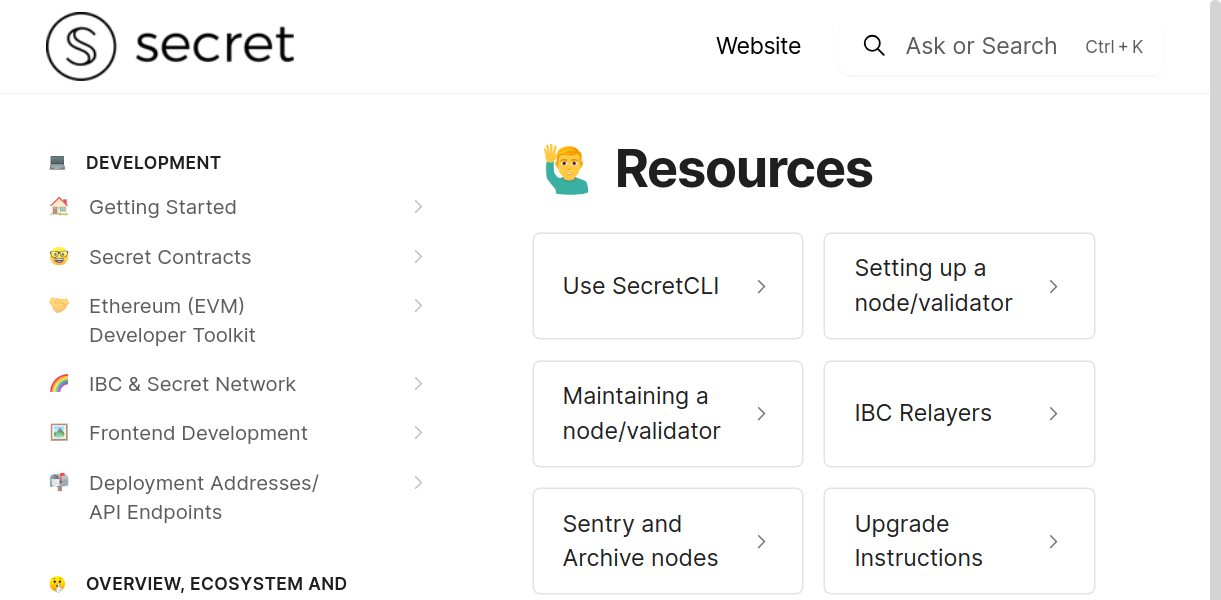 secret
Website
Ask or Search
Ctrl + K
DEVELOPMENT
Getting Started
Secret Contracts
Ethereum (EVM)
Developer Toolkit
IBC & Secret Network
Frontend Development
Deployment Addresses/
API Endpoints
OVERVIEW, ECOSYSTEM AND
Resources
Use SecretCLI
Setting up a
node/validator
Maintaining a
node/validator
IBC Relayers
Sentry and
Archive nodes
Upgrade
Instructions